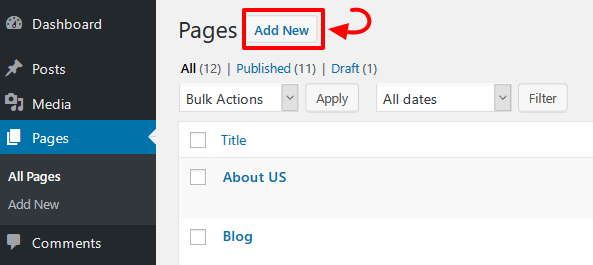 Dashboard
Posts
Media
Pages
All Pages
Add New
Comments
Pages Add New
All (12) | Published (11) | Draft (1)
Bulk Actions Apply All dates Filter
Title
About US
Blog